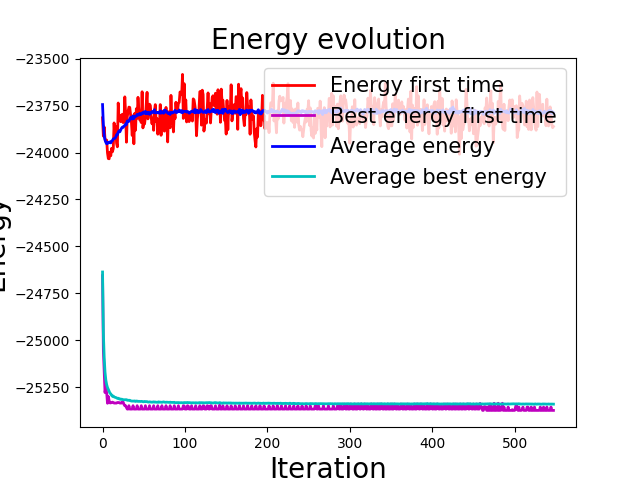 Energy evolution
Energy
−23500
−23750
−24000
−24250
−24500
−24750
−25000
−25250
Energy first time
Best energy first time
Average energy
Average best energy
0
100
200
300
400
500
Iteration